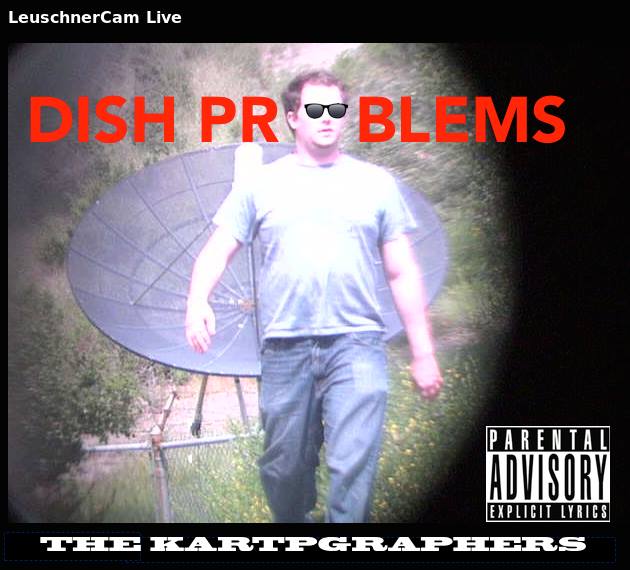 LeuschnerCam Live
DISH PR BLEMS
PARENTAL
ADVISORY
EXPLICIT LYRICS
THE KARTPGRAPHERS